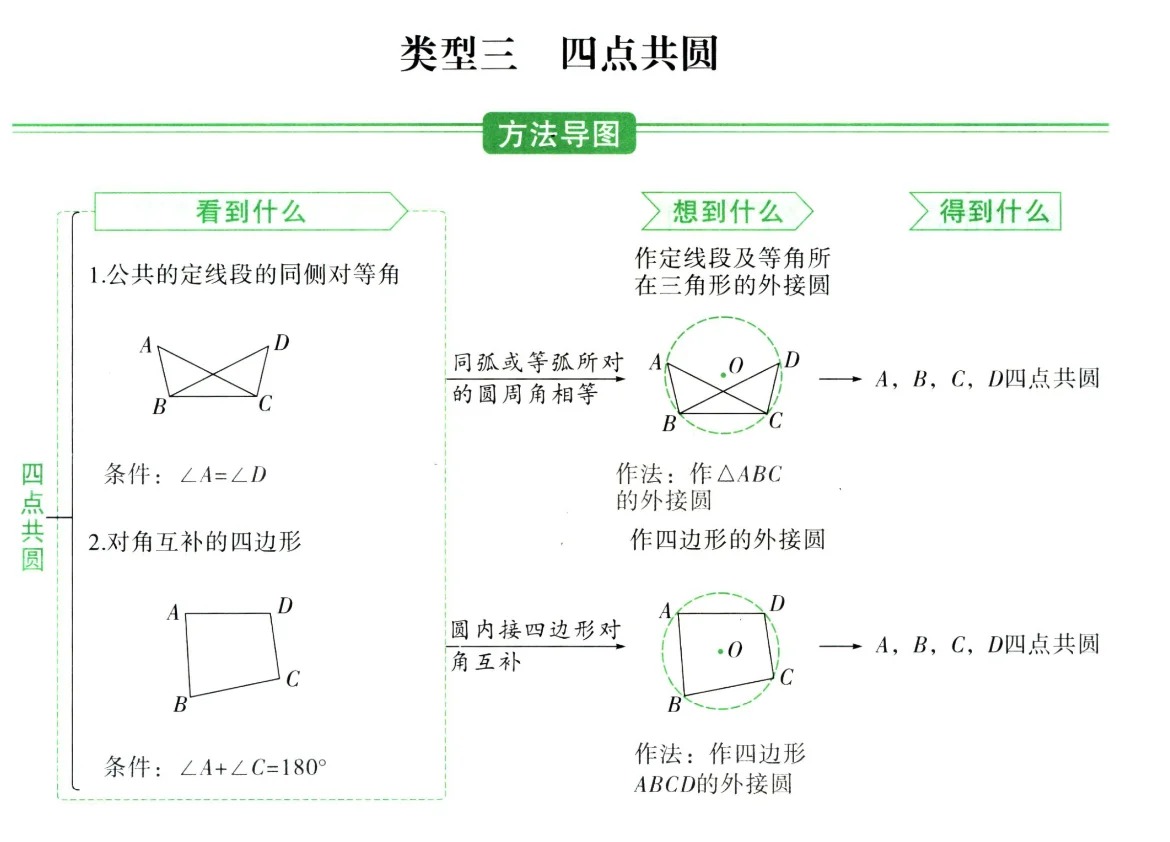 类型三 四点共圆
方法导图
看到什么
想到什么
得到什么
四点共圆
1.公共的定线段的同侧对等角
A
D
B
C
条件：∠A=∠D
同弧或等弧所对
的圆周角相等
作定线段及等角所
在三角形的外接圆
A
D
O
B
C
作法：作△ABC
的外接圆
A，B，C，D四点共圆
2.对角互补的四边形
A
D
C
B
条件：∠A+∠C=180°
圆内接四边形对
角互补
作四边形的外接圆
A
D
O
C
B
作法：作四边形
ABCD的外接圆
A，B，C，D四点共圆